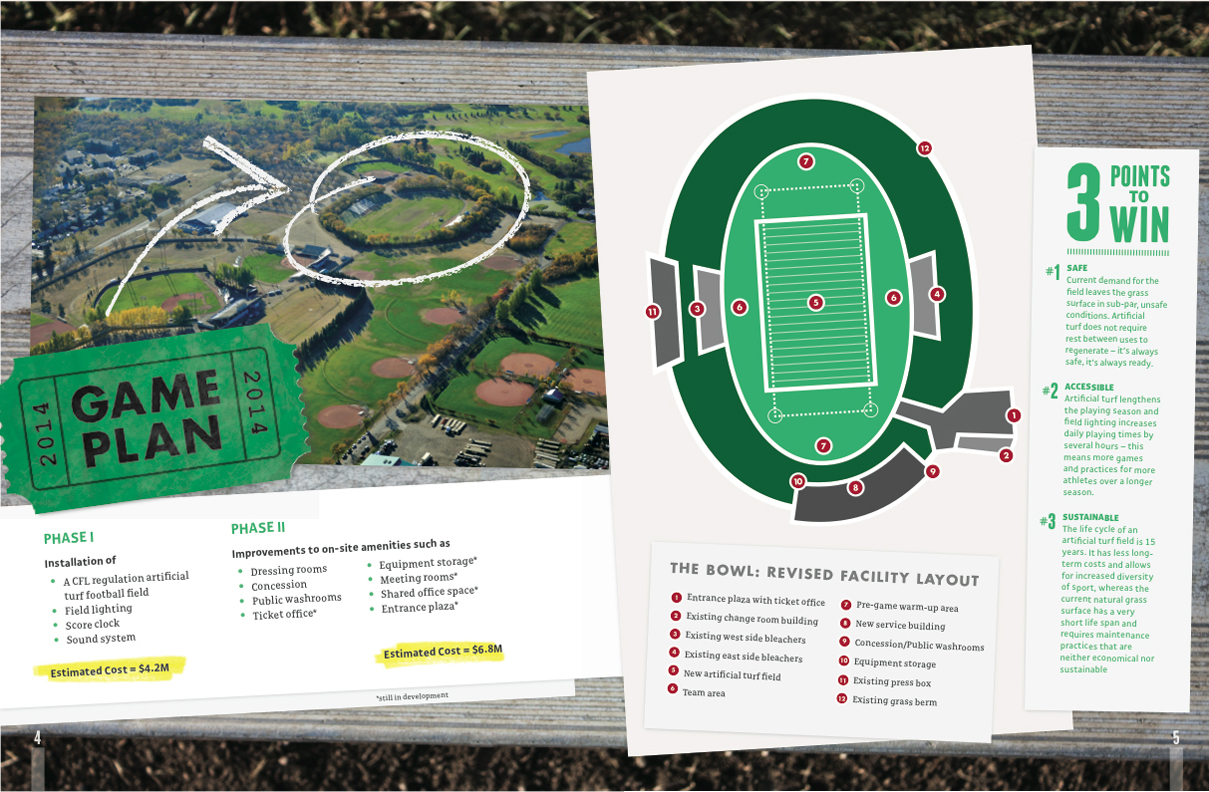 2014
GAME
PLAN
2014
PHASE I
Installation of
• A CFL regulation artificial
turf football field
• Field lighting
• Score clock
• Sound system
Estimated Cost = $4.2M
PHASE II
Improvements to on-site amenities such as
• Dressing rooms
• Concession
• Public washrooms
• Ticket office*
• Equipment storage*
• Meeting rooms*
• Shared office space*
• Entrance plaza*
Estimated Cost = $6.8M
*still in development
4
7
12
11
3
6
5
6
4
1
2
7
10
8
9
THE BOWL: REVISED FACILITY LAYOUT
1 Entrance plaza with ticket office
2 Existing change room building
3 Existing west side bleachers
4 Existing east side bleachers
5 New artificial turf field
6 Team area
7 Pre-game warm-up area
8 New service building
9 Concession/Public washrooms
10 Equipment storage
11 Existing press box
12 Existing grass berm
3 POINTS
TO
WIN
#1 SAFE
Current demand for the
field leaves the grass
surface in sub-par, unsafe
conditions. Artificial
turf does not require
rest between uses to
regenerate – it's always
safe, it's always ready.
#2 ACCESSIBLE
Artificial turf lengthens
the playing season and
field lighting increases
daily playing times by
several hours – this
means more games
and practices for more
athletes over a longer
season.
#3 SUSTAINABLE
The life cycle of an
artificial turf field is 15
years. It has less long-
term costs and allows
for increased diversity
of sport, whereas the
current natural grass
surface has a very
short life span and
requires maintenance
practices that are
neither economical nor
sustainable
5